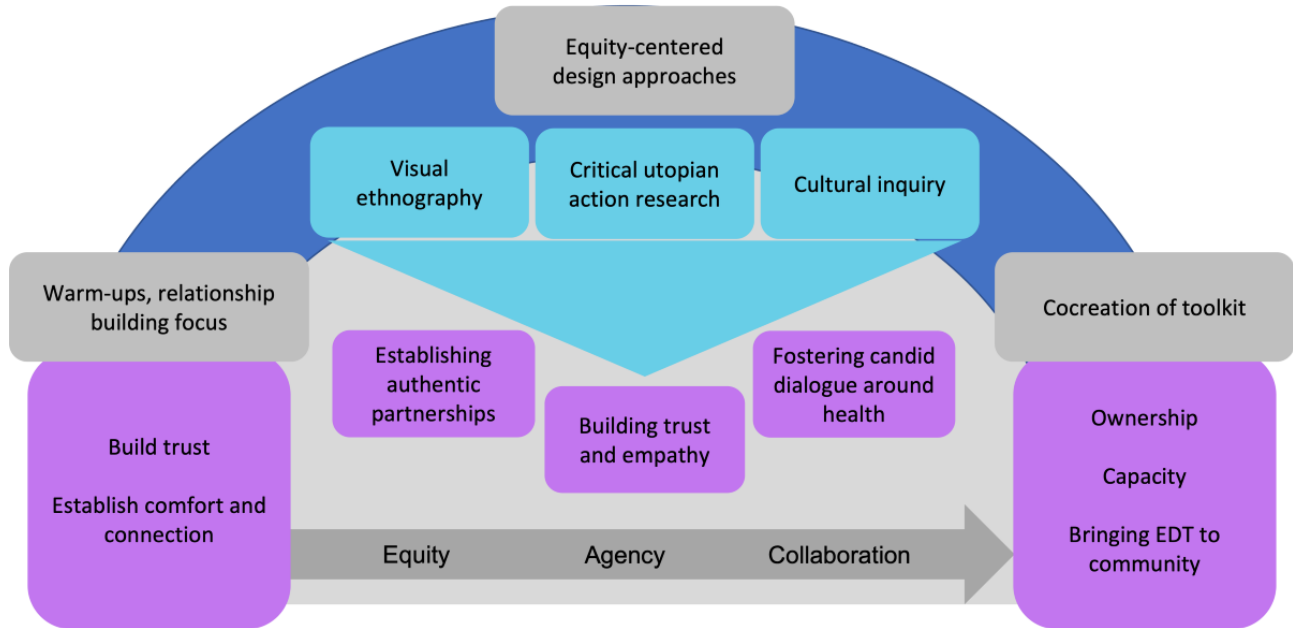 Equity-centered
design approaches
Visual
ethnography
Critical utopian
action research
Cultural inquiry
Warm-ups, relationship
building focus
Cocreation of toolkit
Establishing
authentic
partnerships
Building trust
and empathy
Fostering candid
dialogue around
health
Build trust
Establish comfort and
connection
Ownership
Capacity
Bringing EDT to
community
Equity
Agency
Collaboration